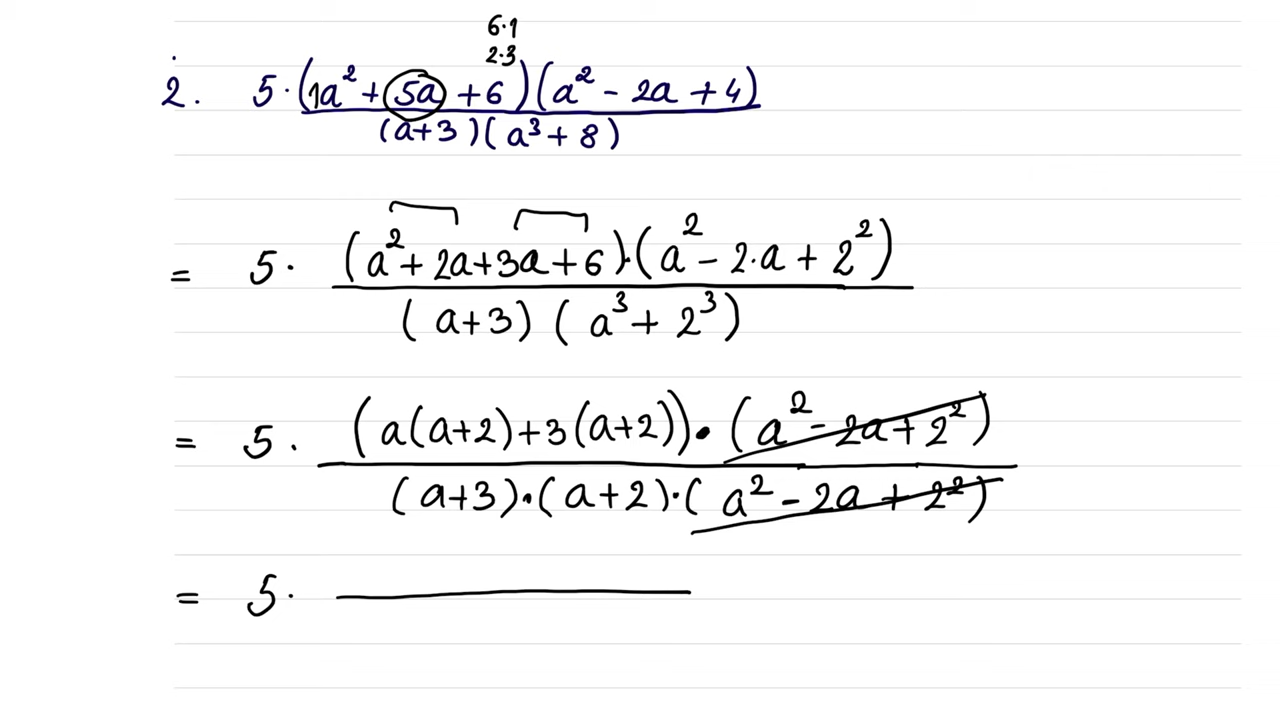 6·1
2·3
2. 5·(1a² + 5a + 6)(a² - 2a + 4)
(a+3)(a³ + 8)
= 5· (a² + 2a + 3a + 6)·(a² - 2·a + 2²)
(a+3) (a³ + 2³)
= 5· (a(a+2)+3(a+2))·(a² - 2a + 2²)
(a+3)·(a+2)·(a² - 2a + 2²)
= 5·